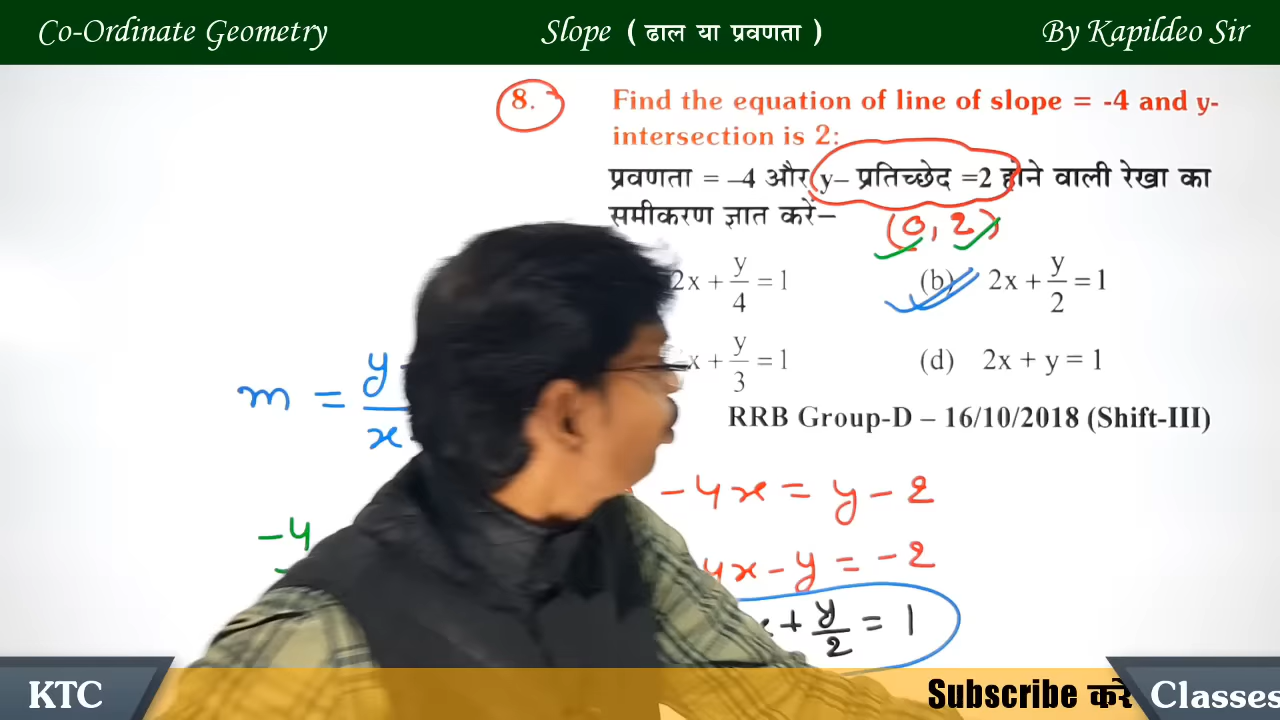 Co-Ordinate Geometry Slope ( ढाल या प्रवणता ) By Kapildeo Sir
8. Find the equation of line of slope = -4 and y-
intersection is 2:
प्रवणता = –4 और y– प्रतिच्छेद =2 होने वाली रेखा का
समीकरण ज्ञात करें–
(0, 2)
2x + y/4 = 1 (b) 2x + y/2 = 1
x + y/3 = 1 (d) 2x + y = 1
m = y/x
RRB Group-D – 16/10/2018 (Shift-III)
-4x = y - 2
-4
4x - y = -2
x + y/2 = 1
KTC Subscribe करें Classes